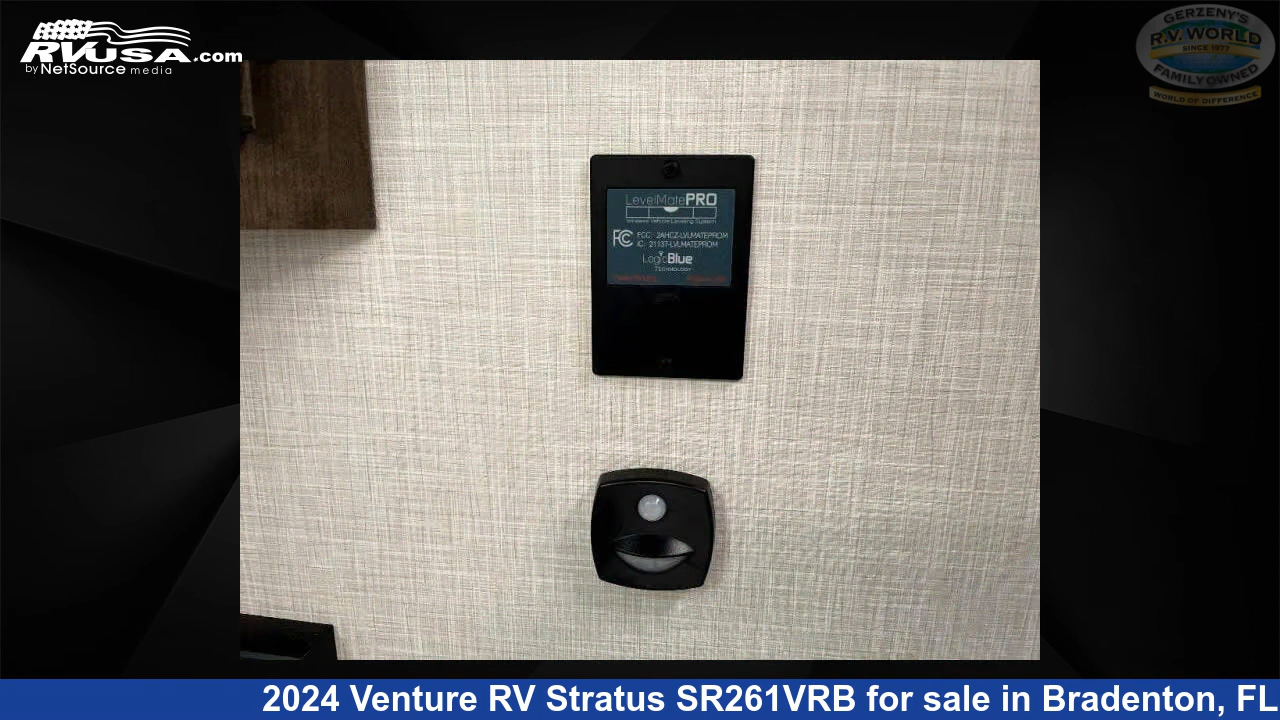 RVUSA.com
by NetSource media
GERZENY'S
R.V. WORLD
SINCE 1977
FAMILY OWNED
WORLD OF DIFFERENCE
LevelMatePRO
Wireless Vehicle Leveling System
FCC: 2AHCZ-LVLMATEPROM
IC: 21137-LVLMATEPROM
LogicBlue
TECHNOLOGY
2024 Venture RV Stratus SR261VRB for sale in Bradenton, FL